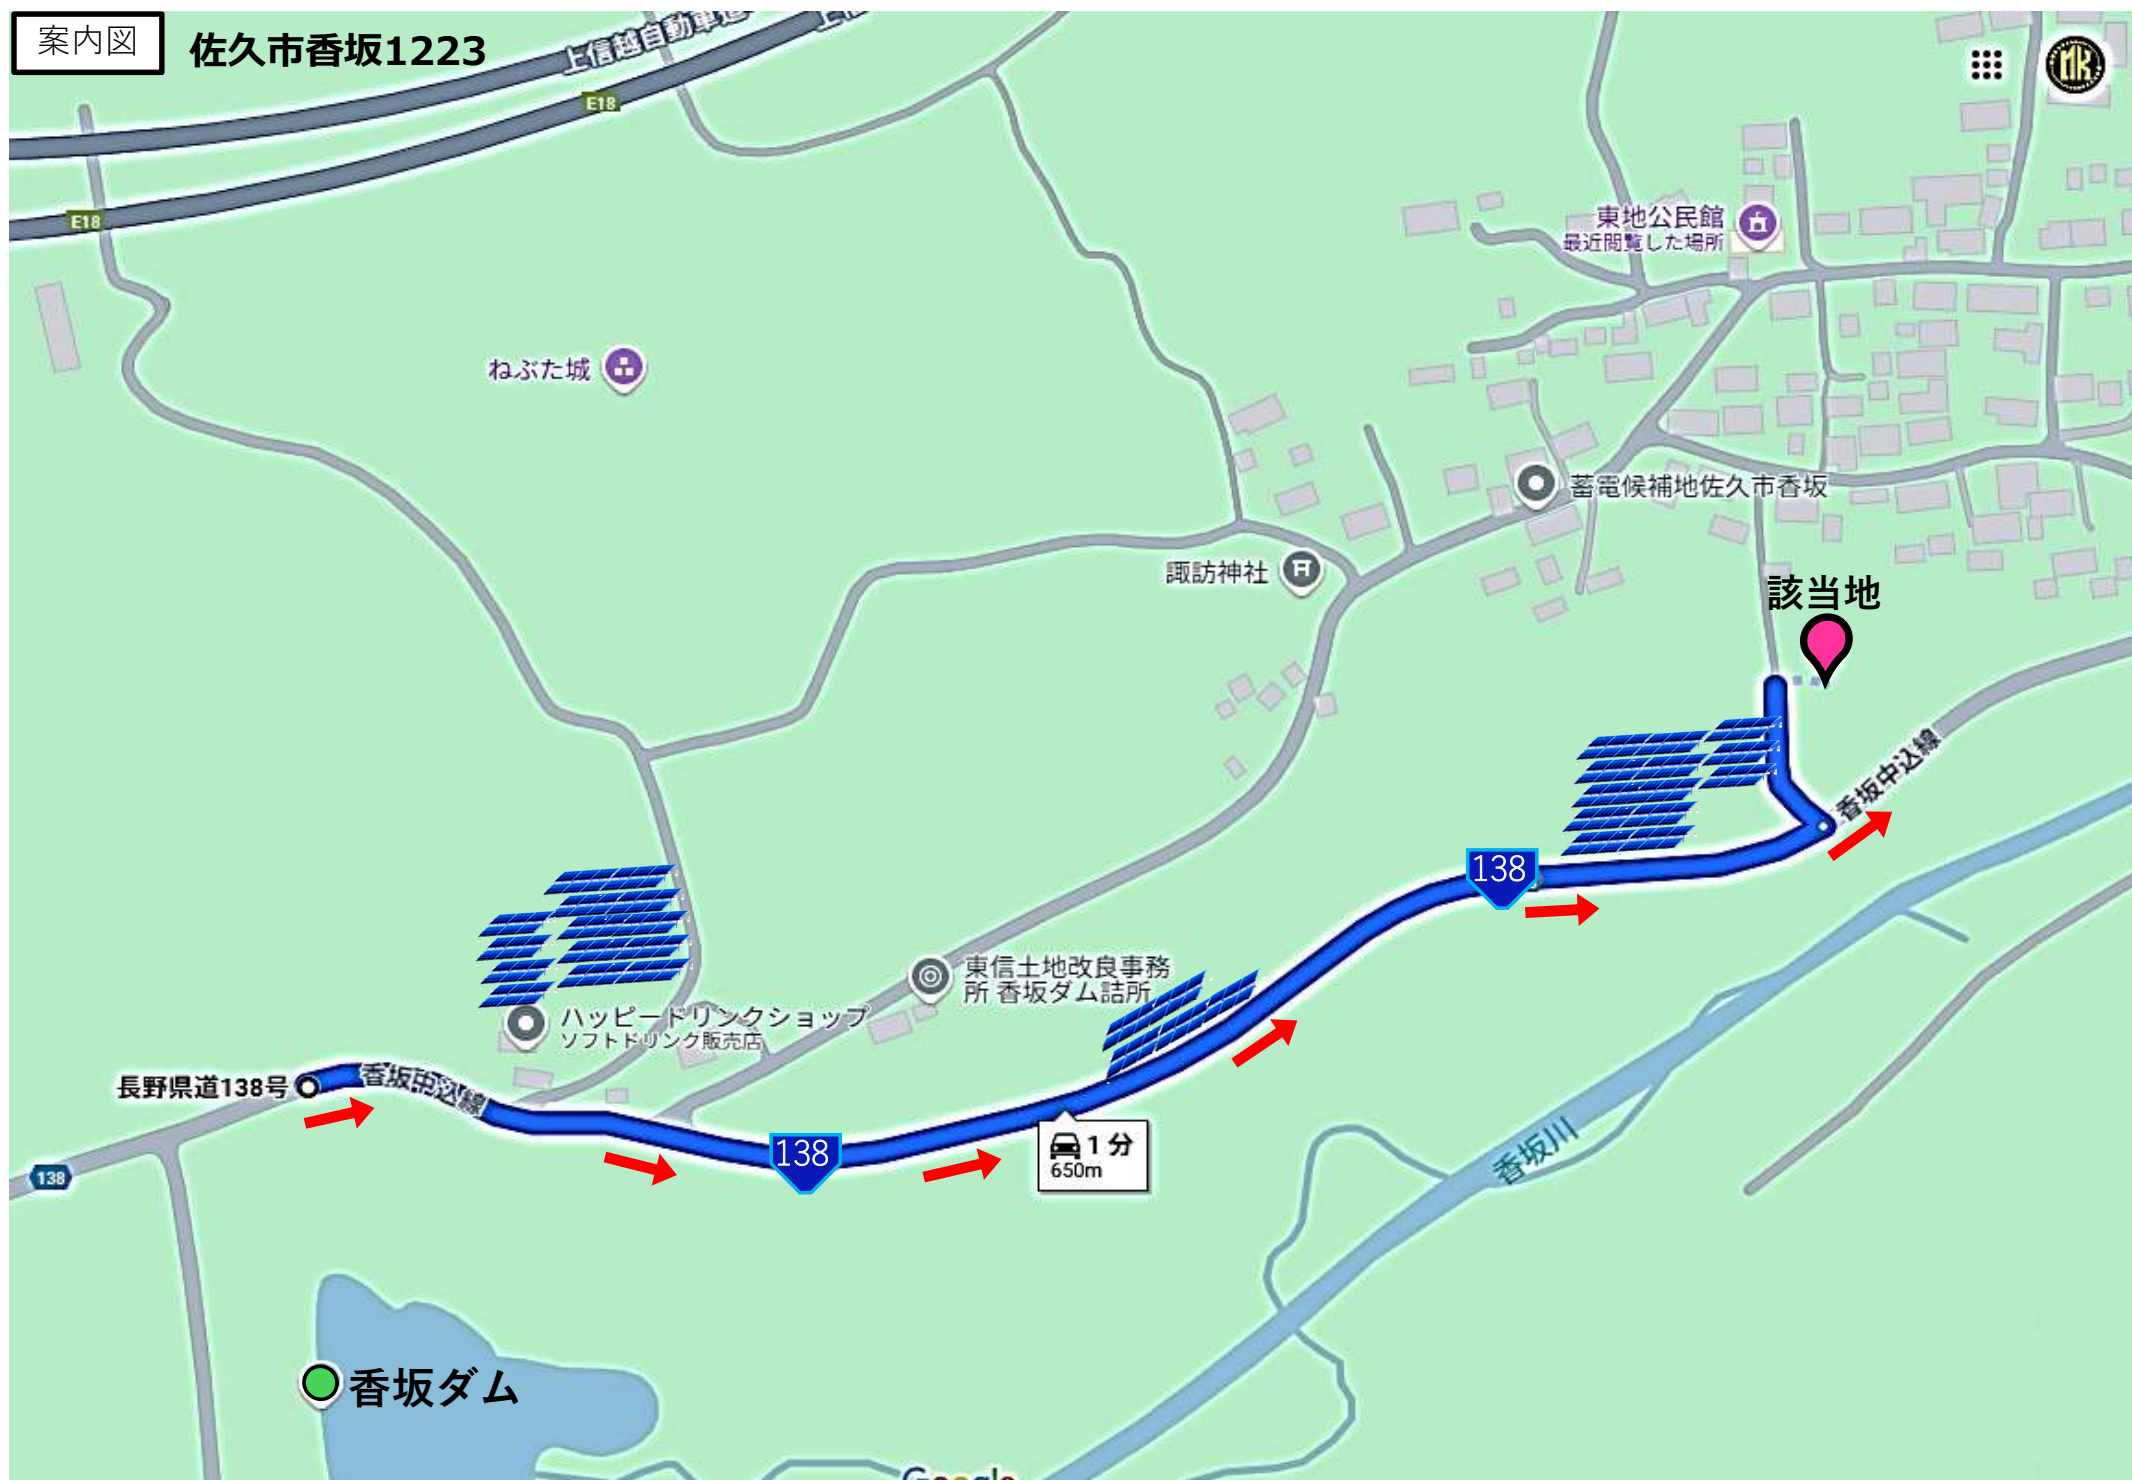 案内図
佐久市香坂1223
上信越自動車道
上信
E18
E18
MK
東地公民館
最近閲覧した場所
ねぶた城
蓄電候補地佐久市香坂
諏訪神社
該当地
香坂中込線
138
東信土地改良事務
所 香坂ダム詰所
ハッピードリンクショップ
ソフトドリンク販売店
長野県道138号
香坂中込線
138
1 分
650m
138
香坂川
香坂ダム
Google